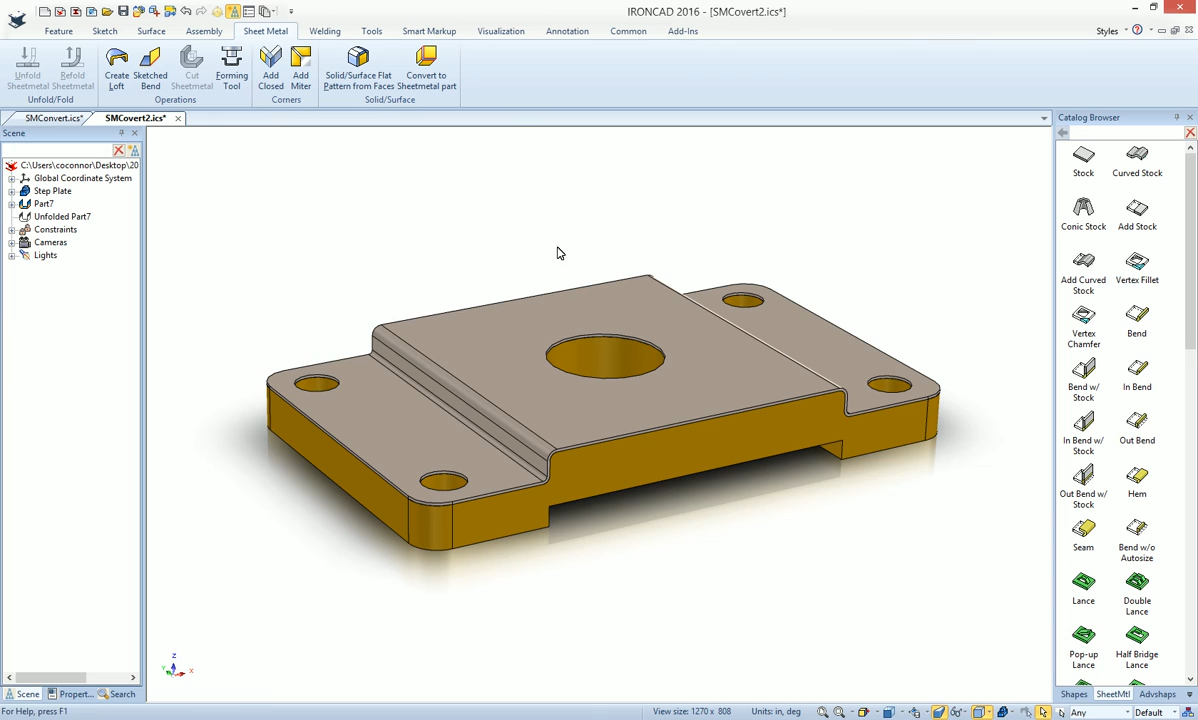 IRONCAD 2016 - [SMCovert2.ics*]
Feature Sketch Surface Assembly Sheet Metal Welding Tools Smart Markup Visualization Annotation Common Add-Ins Styles
Unfold Sheetmetal Refold Sheetmetal Create Loft Sketched Bend Cut Sheetmetal Forming Tool Add Closed Add Miter Solid/Surface Flat Pattern from Faces Convert to Sheetmetal part
Unfold/Fold Operations Corners Solid/Surface
SMConvert.ics* SMCovert2.ics*
Scene
C:\Users\coconnor\Desktop\20
Global Coordinate System
Step Plate
Part7
Unfolded Part7
Constraints
Cameras
Lights
Z
Y
X
Catalog Browser
Stock Curved Stock
Conic Stock Add Stock
Add Curved Stock Vertex Fillet
Vertex Chamfer Bend
Bend w/ Stock In Bend
In Bend w/ Stock Out Bend
Out Bend w/ Stock Hem
Seam Bend w/o Autosize
Lance Double Lance
Pop-up Lance Half Bridge Lance
Scene Propert... Search
Shapes SheetMtl Advshaps
For Help, press F1 View size: 1270 x 808 Units: in, deg Any Default